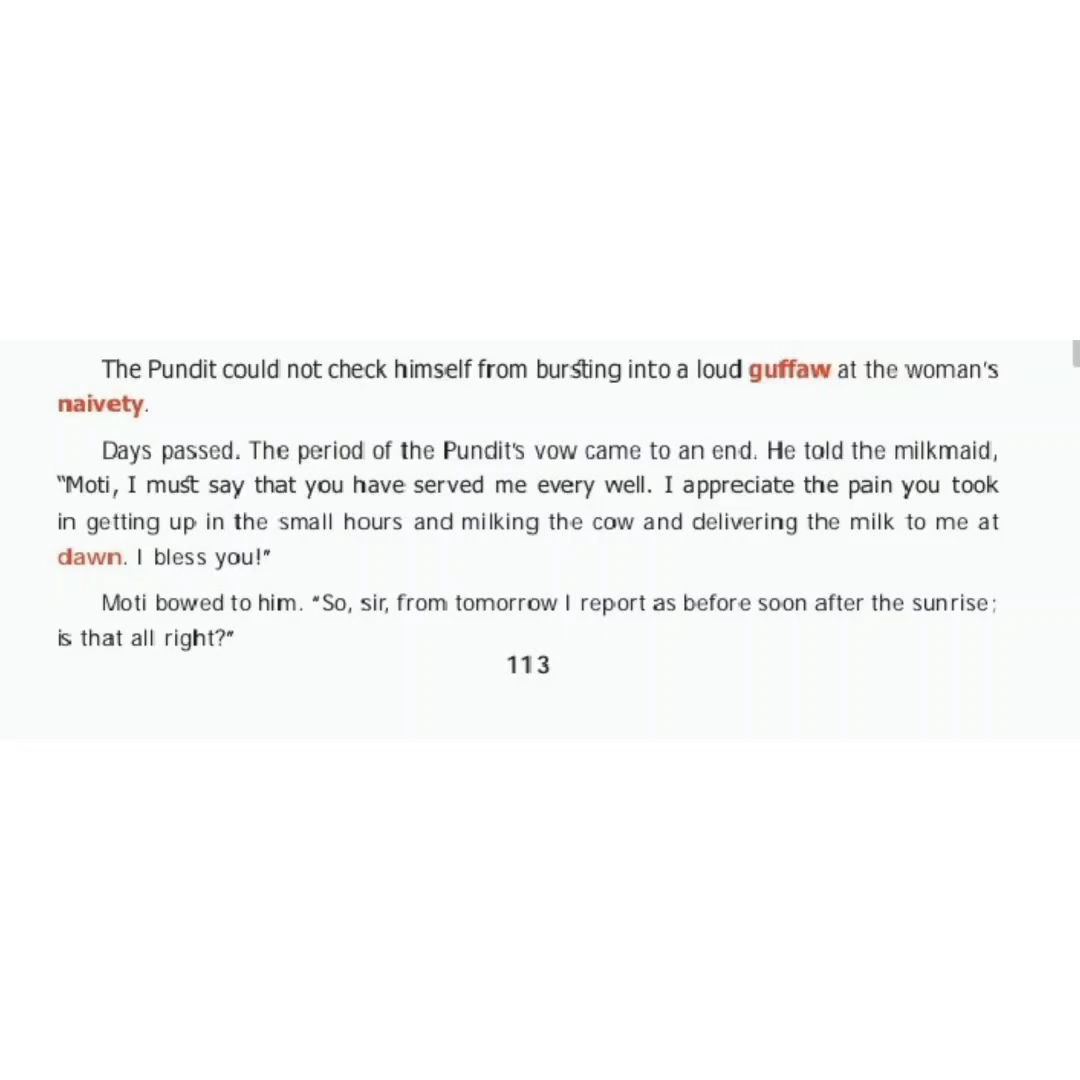 The Pundit could not check himself from bursting into a loud guffaw at the woman's
naivety.
Days passed. The period of the Pundit's vow came to an end. He told the milkmaid,
"Moti, I must say that you have served me every well. I appreciate the pain you took
in getting up in the small hours and milking the cow and delivering the milk to me at
dawn. I bless you!"
Moti bowed to him. "So, sir, from tomorrow I report as before soon after the sunrise;
is that all right?"
113